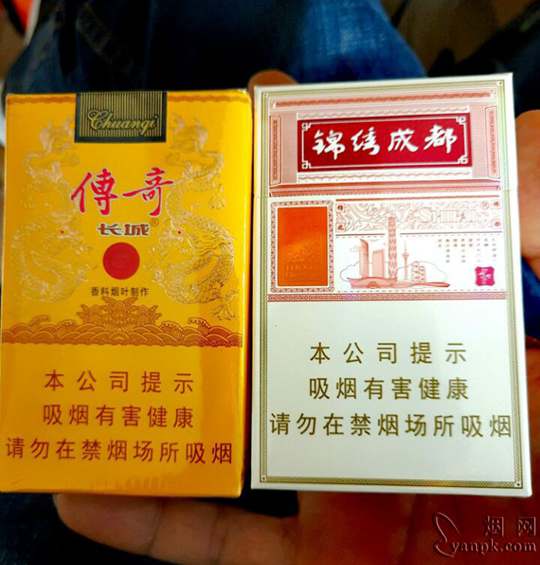 Chuanqi
傳奇
长城®
香料烟叶制作
本公司提示
吸烟有害健康
请勿在禁烟场所吸烟
锦绣成都
本公司提示
吸烟有害健康
请勿在禁烟场所吸烟
烟网
yanpk.com